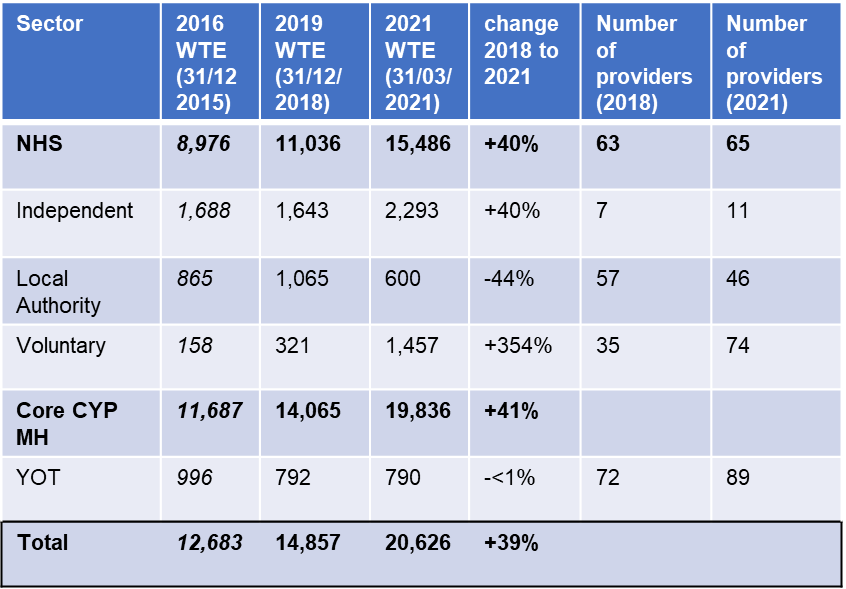 Sector
2016
WTE
(31/12
2015)
2019
WTE
(31/12/
2018)
2021
WTE
(31/03/
2021)
change
2018 to
2021
Number
of
providers
(2018)
Number
of
providers
(2021)
NHS 8,976 11,036 15,486 +40% 63 65
Independent 1,688 1,643 2,293 +40% 7 11
Local 865 1,065 600 -44% 57 46
Authority
Voluntary 158 321 1,457 +354% 35 74
Core CYP 11,687 14,065 19,836 +41%
MH
YOT 996 792 790 -<1% 72 89
Total 12,683 14,857 20,626 +39%